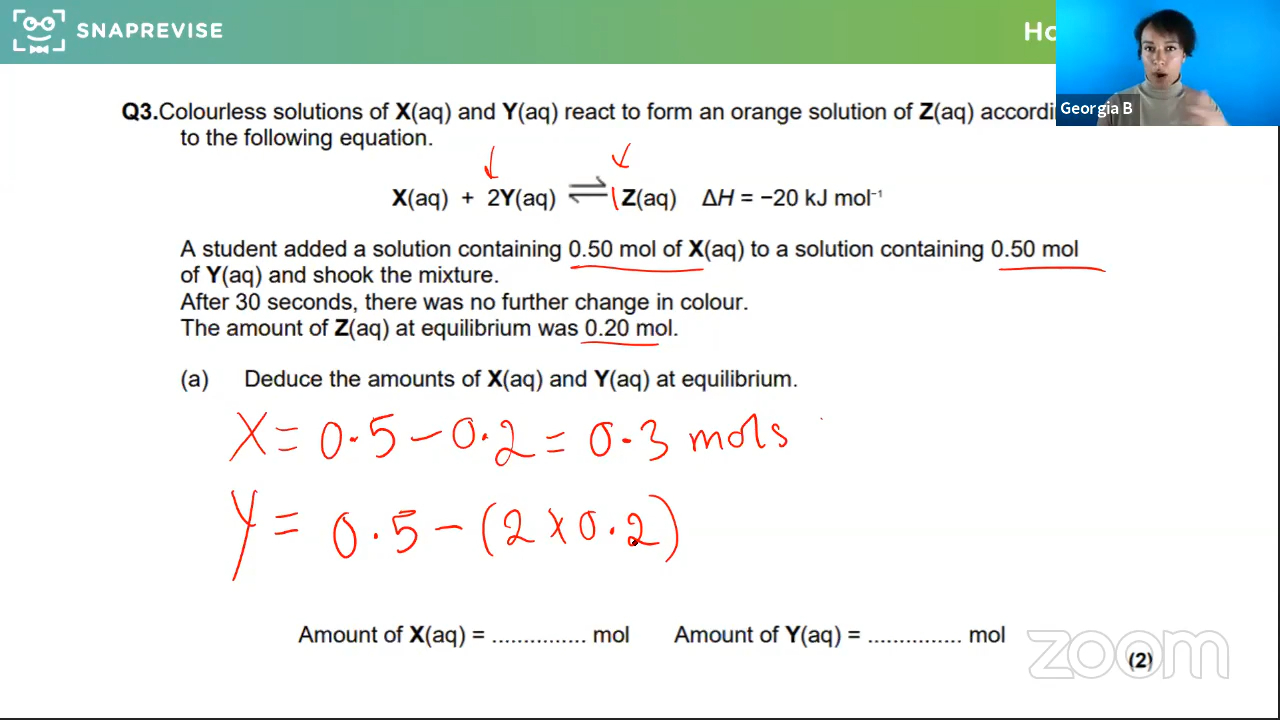 SNAPREVISE
Georgia B
Q3.Colourless solutions of X(aq) and Y(aq) react to form an orange solution of Z(aq)
to the following equation.
X(aq) + 2Y(aq) ⇌ 1 Z(aq) ΔH = −20 kJ mol⁻¹
A student added a solution containing 0.50 mol of X(aq) to a solution containing 0.50 mol
of Y(aq) and shook the mixture.
After 30 seconds, there was no further change in colour.
The amount of Z(aq) at equilibrium was 0.20 mol.
(a) Deduce the amounts of X(aq) and Y(aq) at equilibrium.
X = 0.5 - 0.2 = 0.3 mols
Y = 0.5 - (2 x 0.2)
Amount of X(aq) = ............... mol Amount of Y(aq) = ............... mol
zoom
(2)